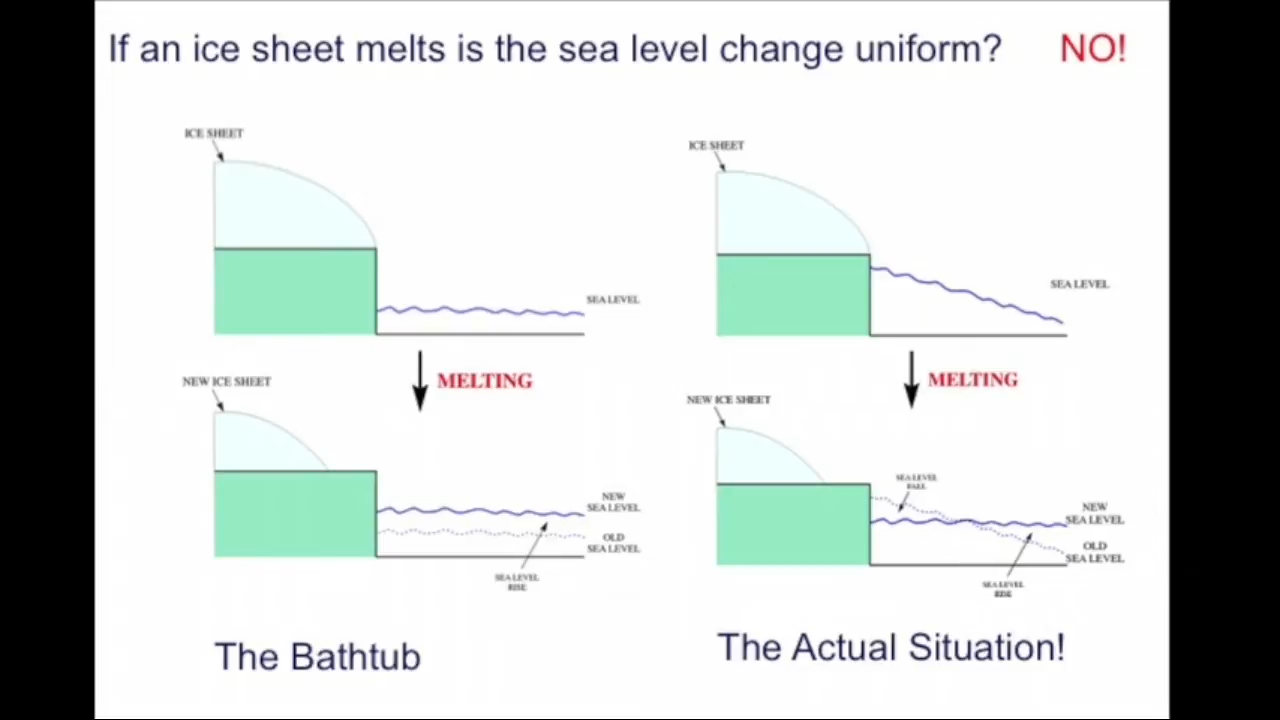 If an ice sheet melts is the sea level change uniform? NO!
ICE SHEET
SEA LEVEL
MELTING
NEW ICE SHEET
NEW
SEA LEVEL
OLD
SEA LEVEL
SEA LEVEL
RISE
The Bathtub
ICE SHEET
SEA LEVEL
MELTING
NEW ICE SHEET
SEA LEVEL
FALL
NEW
SEA LEVEL
OLD
SEA LEVEL
SEA LEVEL
RISE
The Actual Situation!